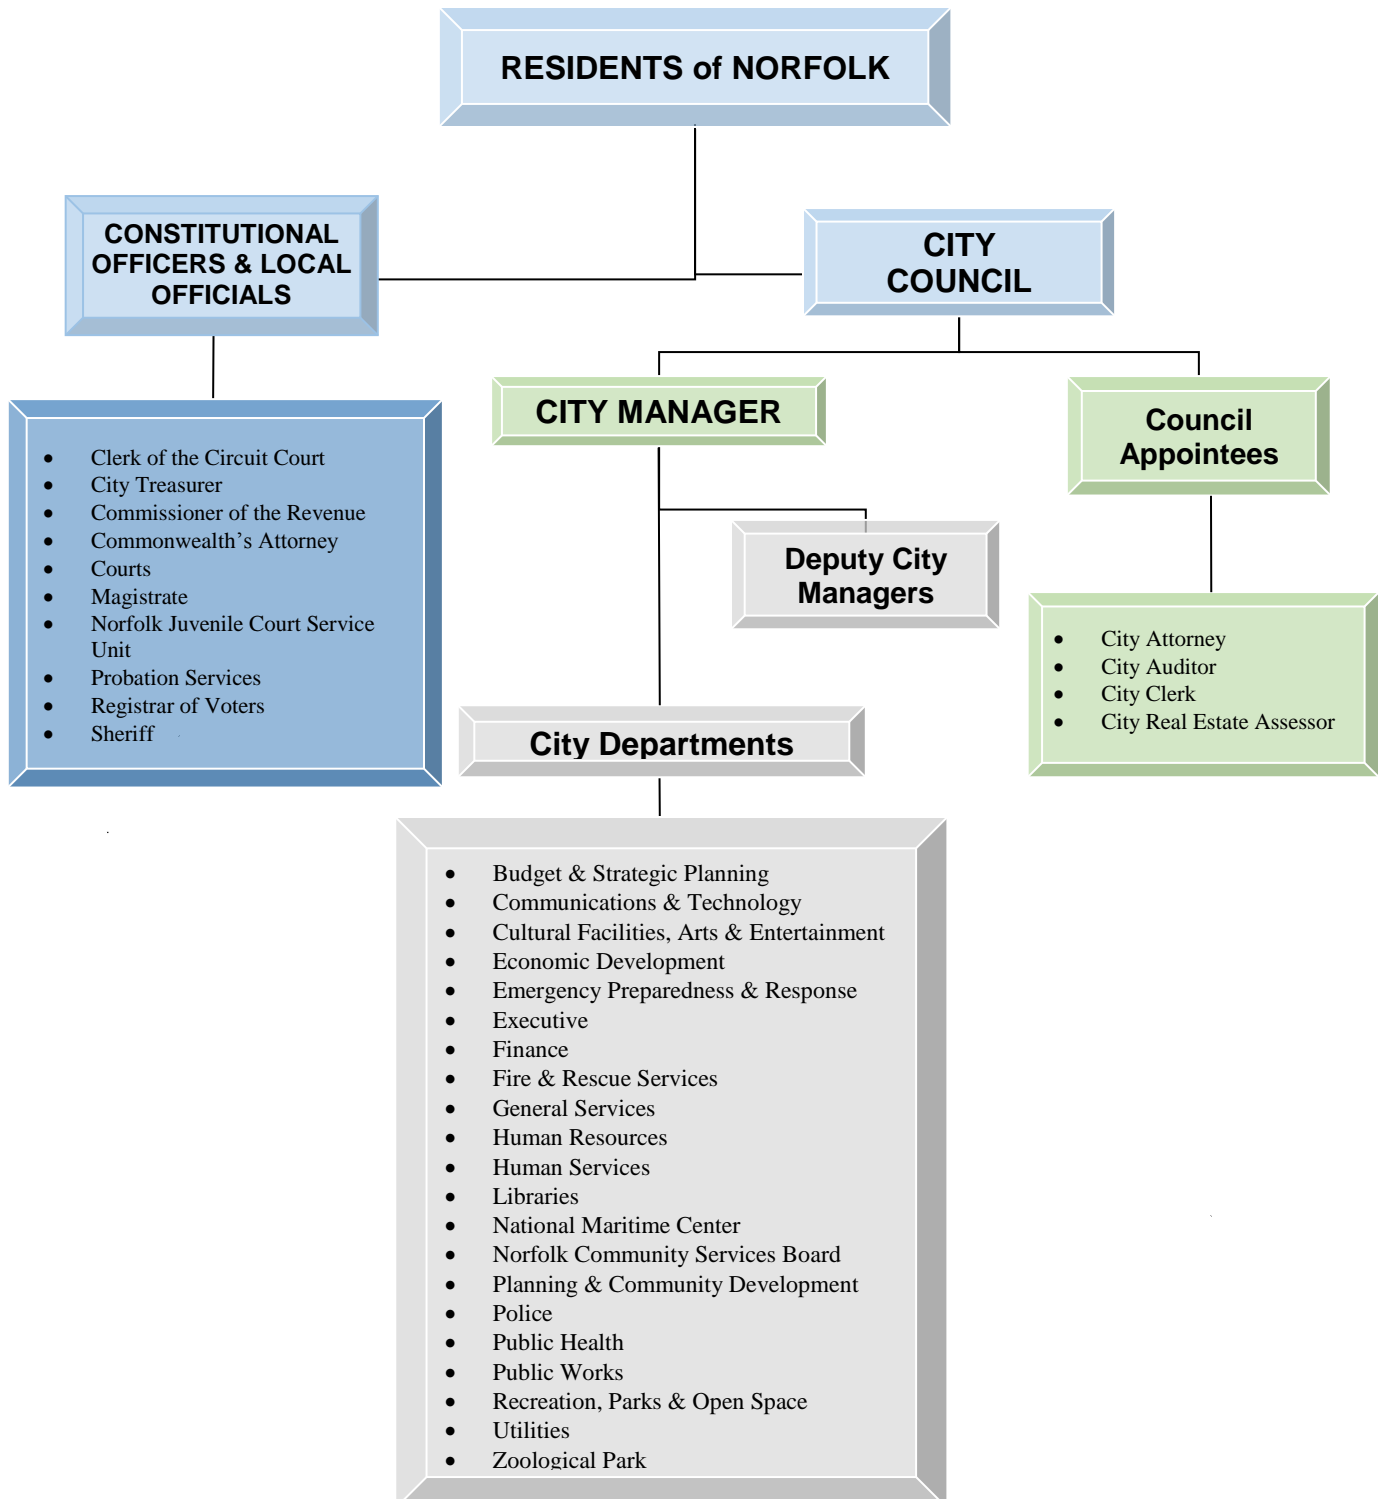 RESIDENTS of NORFOLK
CONSTITUTIONAL
OFFICERS & LOCAL
OFFICIALS
CITY
COUNCIL
CITY MANAGER
Council
Appointees
• Clerk of the Circuit Court
• City Treasurer
• Commissioner of the Revenue
• Commonwealth’s Attorney
• Courts
• Magistrate
• Norfolk Juvenile Court Service
Unit
• Probation Services
• Registrar of Voters
• Sheriff
Deputy City
Managers
• City Attorney
• City Auditor
• City Clerk
• City Real Estate Assessor
City Departments
• Budget & Strategic Planning
• Communications & Technology
• Cultural Facilities, Arts & Entertainment
• Economic Development
• Emergency Preparedness & Response
• Executive
• Finance
• Fire & Rescue Services
• General Services
• Human Resources
• Human Services
• Libraries
• National Maritime Center
• Norfolk Community Services Board
• Planning & Community Development
• Police
• Public Health
• Public Works
• Recreation, Parks & Open Space
• Utilities
• Zoological Park